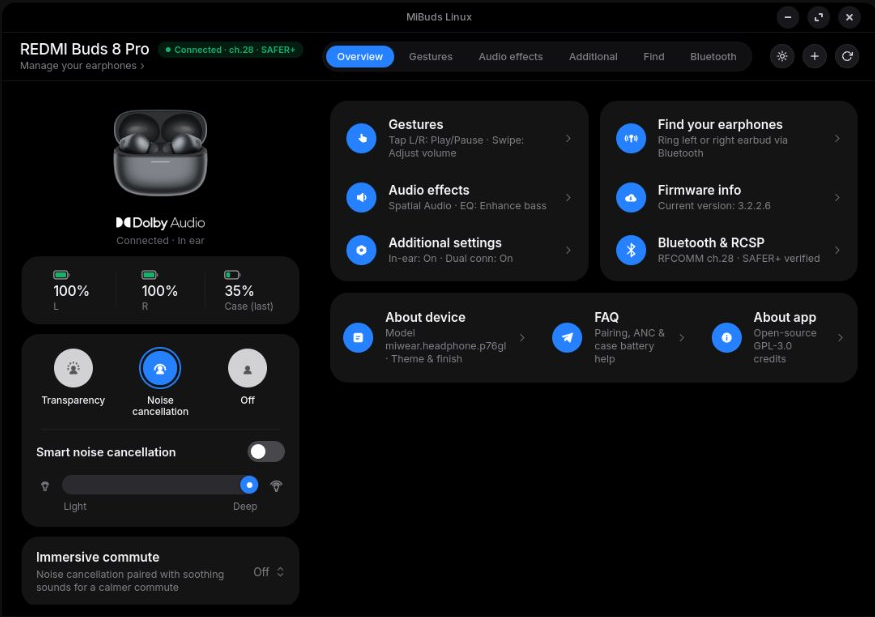 MiBuds Linux
REDMI Buds 8 Pro
Connected · ch.28 · SAFER+
Manage your earphones ›
Overview
Gestures
Audio effects
Additional
Find
Bluetooth
Dolby Audio
Connected · In ear
100%
L
100%
R
35%
Case (last)
Transparency
Noise
cancellation
Off
Smart noise cancellation
Light
Deep
Immersive commute
Noise cancellation paired with soothing
sounds for a calmer commute
Off
Gestures
Tap L/R: Play/Pause · Swipe:
Adjust volume
Audio effects
Spatial Audio · EQ: Enhance bass
Additional settings
In-ear: On · Dual conn: On
Find your earphones
Ring left or right earbud via
Bluetooth
Firmware info
Current version: 3.2.2.6
Bluetooth & RCSP
RFCOMM ch.28 · SAFER+ verified
About device
Model
miwear.headphone.p76gl
· Theme & finish
FAQ
Pairing, ANC &
case battery
help
About app
Open-source
GPL-3.0
credits